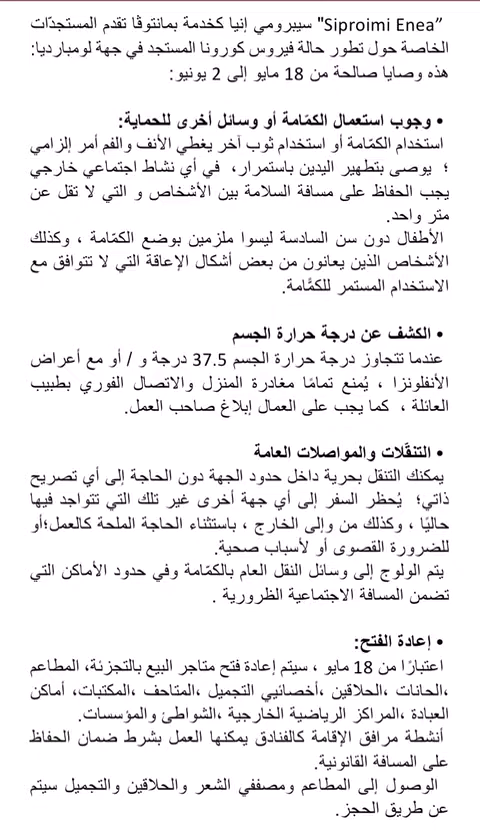 ”Siproimi Enea" سيبرومي إنيا كخدمة بمانتوڤا تقدم المستجدّات
الخاصة حول تطور حالة فيروس كورونا المستجد في جهة لومبارديا:
هذه وصايا صالحة من 18 مايو إلى 2 يونيو:
• وجوب استعمال الكمّامة أو وسائل أخرى للحماية:
استخدام الكمّامة أو استخدام ثوب آخر يغطي الأنف والفم أمر إلزامي
؛ يوصى بتطهير اليدين باستمرار، في أي نشاط اجتماعي خارجي
يجب الحفاظ على مسافة السلامة بين الأشخاص و التي لا تقل عن
متر واحد.
الأطفال دون سن السادسة ليسوا ملزمين بوضع الكمّامة ، وكذلك
الأشخاص الذين يعانون من بعض أشكال الإعاقة التي لا تتوافق مع
الاستخدام المستمر للكمَّامة.
• الكشف عن درجة حرارة الجسم
عندما تتجاوز درجة حرارة الجسم 37.5 درجة و / أو مع أعراض
الأنفلونزا ، يُمنع تمامًا مغادرة المنزل والاتصال الفوري بطبيب
العائلة ، كما يجب على العمال إبلاغ صاحب العمل.
• التنقّلات والمواصلات العامة
يمكنك التنقل بحرية داخل حدود الجهة دون الحاجة إلى أي تصريح
ذاتي؛ يُحظر السفر إلى أي جهة أخرى غير تلك التي تتواجد فيها
حاليًا ، وكذلك من وإلى الخارج ، باستثناء الحاجة الملحة كالعمل؛أو
للضرورة القصوى أو لأسباب صحية.
يتم الولوج إلى وسائل النقل العام بالكمّامة وفي حدود الأماكن التي
تضمن المسافة الاجتماعية الظرورية .
• إعادة الفتح:
اعتبارًا من 18 مايو ، سيتم إعادة فتح متاجر البيع بالتجزئة، المطاعم
،الحانات ،الحلاقين ،أخصائيي التجميل ،المتاحف ،المكتبات، أماكن
العبادة ،المراكز الرياضية الخارجية ،الشواطئ والمؤسسات.
أنشطة مرافق الإقامة كالفنادق يمكنها العمل بشرط ضمان الحفاظ
على المسافة القانونية.
الوصول إلى المطاعم ومصففي الشعر والحلاقين والتجميل سيتم
عن طريق الحجز.